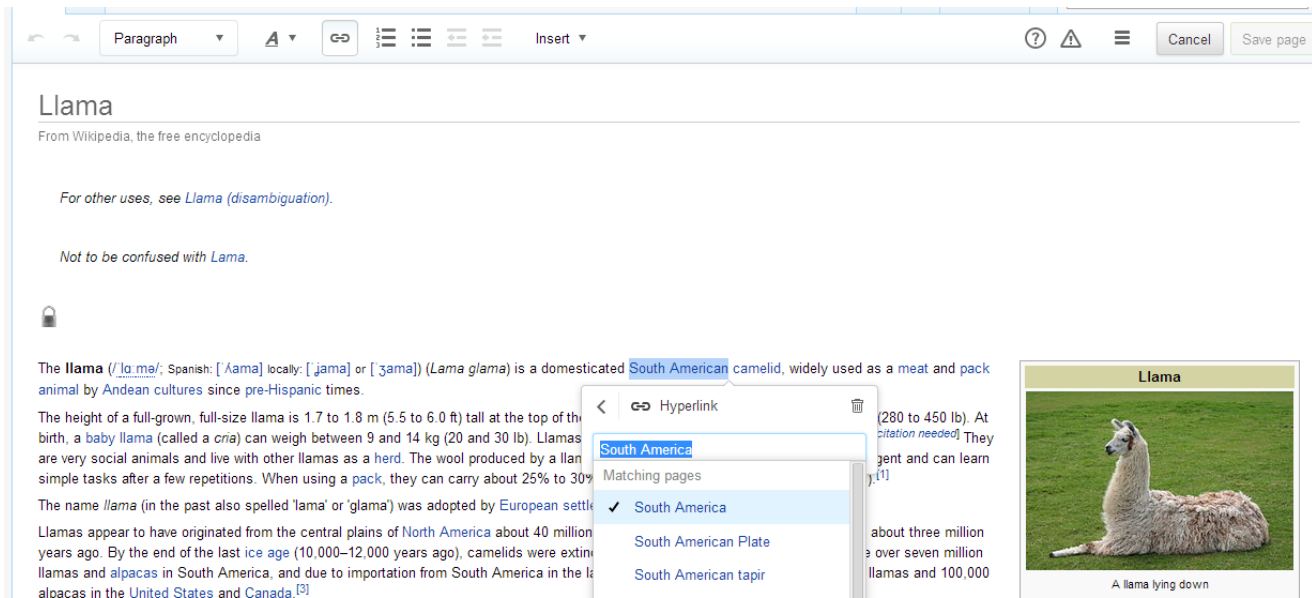 Paragraph
A
Insert
Cancel
Save page
Llama
From Wikipedia, the free encyclopedia
For other uses, see Llama (disambiguation).
Not to be confused with Lama.
The llama (/ˈlɑːmə/; Spanish: [ˈʎama] locally: [ˈʝama] or [ˈʒama]) (Lama glama) is a domesticated South American camelid, widely used as a meat and pack
animal by Andean cultures since pre-Hispanic times.
The height of a full-grown, full-size llama is 1.7 to 1.8 m (5.5 to 6.0 ft) tall at the top of the
(280 to 450 lb). At
birth, a baby llama (called a cria) can weigh between 9 and 14 kg (20 and 30 lb). Llamas
citation needed] They
are very social animals and live with other llamas as a herd. The wool produced by a llam
gent and can learn
simple tasks after a few repetitions. When using a pack, they can carry about 25% to 30%
).[1]
The name llama (in the past also spelled 'lama' or 'glama') was adopted by European settle
Llamas appear to have originated from the central plains of North America about 40 million
about three million
years ago. By the end of the last ice age (10,000–12,000 years ago), camelids were extin
e over seven million
llamas and alpacas in South America, and due to importation from South America in the la
llamas and 100,000
alpacas in the United States and Canada.[3]
Hyperlink
South America
Matching pages
South America
South American Plate
South American tapir
Llama
A llama lying down